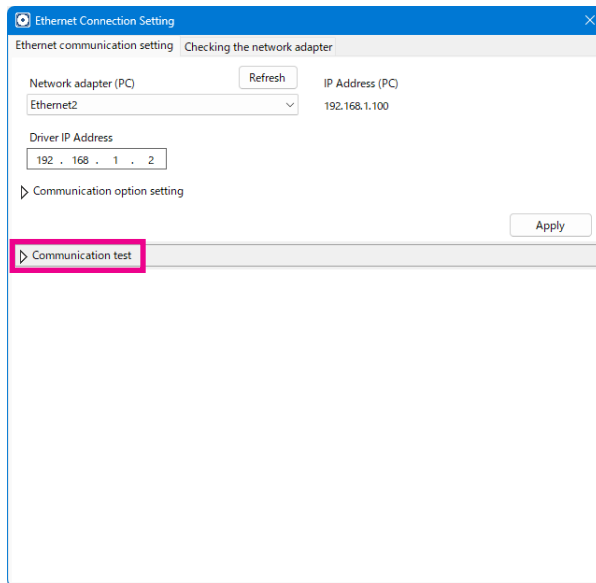 Ethernet Connection Setting
Ethernet communication setting Checking the network adapter
Network adapter (PC) Refresh IP Address (PC)
Ethernet2 192.168.1.100
Driver IP Address
192 . 168 . 1 . 2
Communication option setting
Apply
Communication test